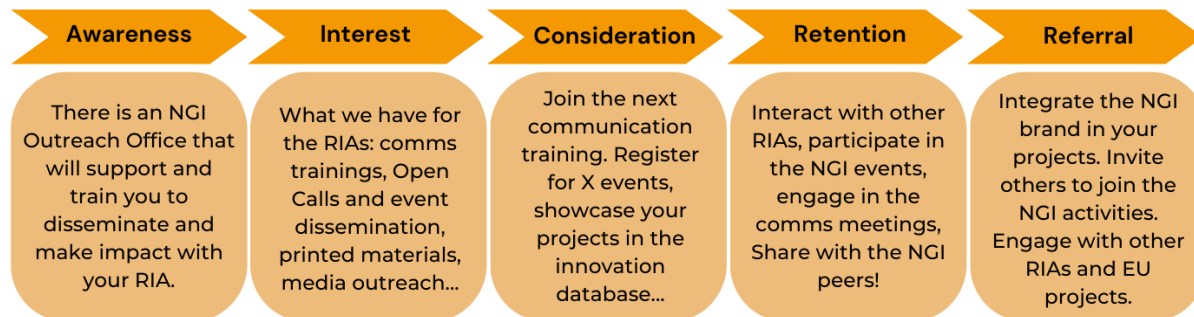 Awareness
Interest
Consideration
Retention
Referral
There is an NGI
Outreach Office that
will support and
train you to
disseminate and
make impact with
your RIA.
What we have for
the RIAs: comms
trainings, Open
Calls and event
dissemination,
printed materials,
media outreach...
Join the next
communication
training. Register
for X events,
showcase your
projects in the
innovation
database...
Interact with other
RIAs, participate in
the NGI events,
engage in the
comms meetings,
Share with the NGI
peers!
Integrate the NGI
brand in your
projects. Invite
others to join the
NGI activities.
Engage with other
RIAs and EU
projects.